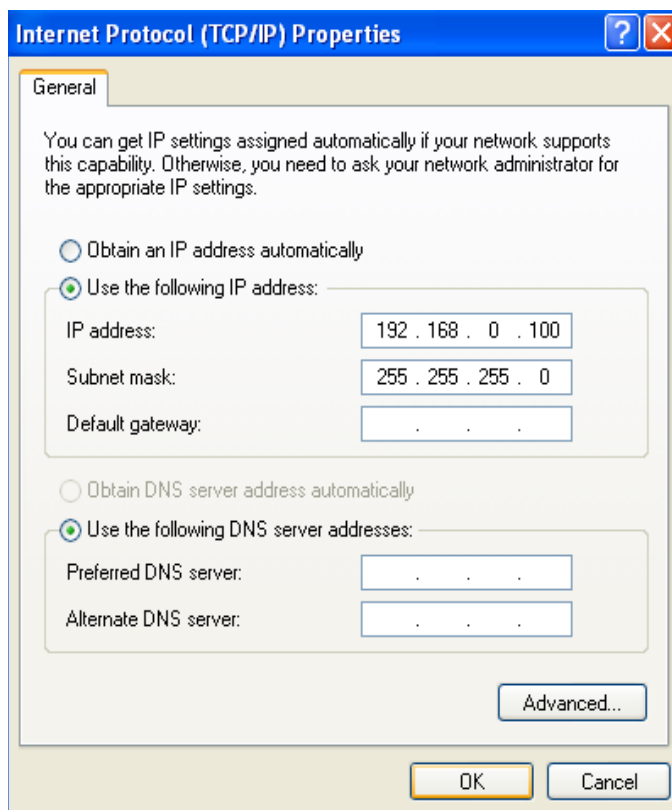 Internet Protocol (TCP/IP) Properties
General
You can get IP settings assigned automatically if your network supports
this capability. Otherwise, you need to ask your network administrator for
the appropriate IP settings.
Obtain an IP address automatically
Use the following IP address:
IP address: 192 . 168 . 0 . 100
Subnet mask: 255 . 255 . 255 . 0
Default gateway: . . .
Obtain DNS server address automatically
Use the following DNS server addresses:
Preferred DNS server: . . .
Alternate DNS server: . . .
Advanced...
OK Cancel